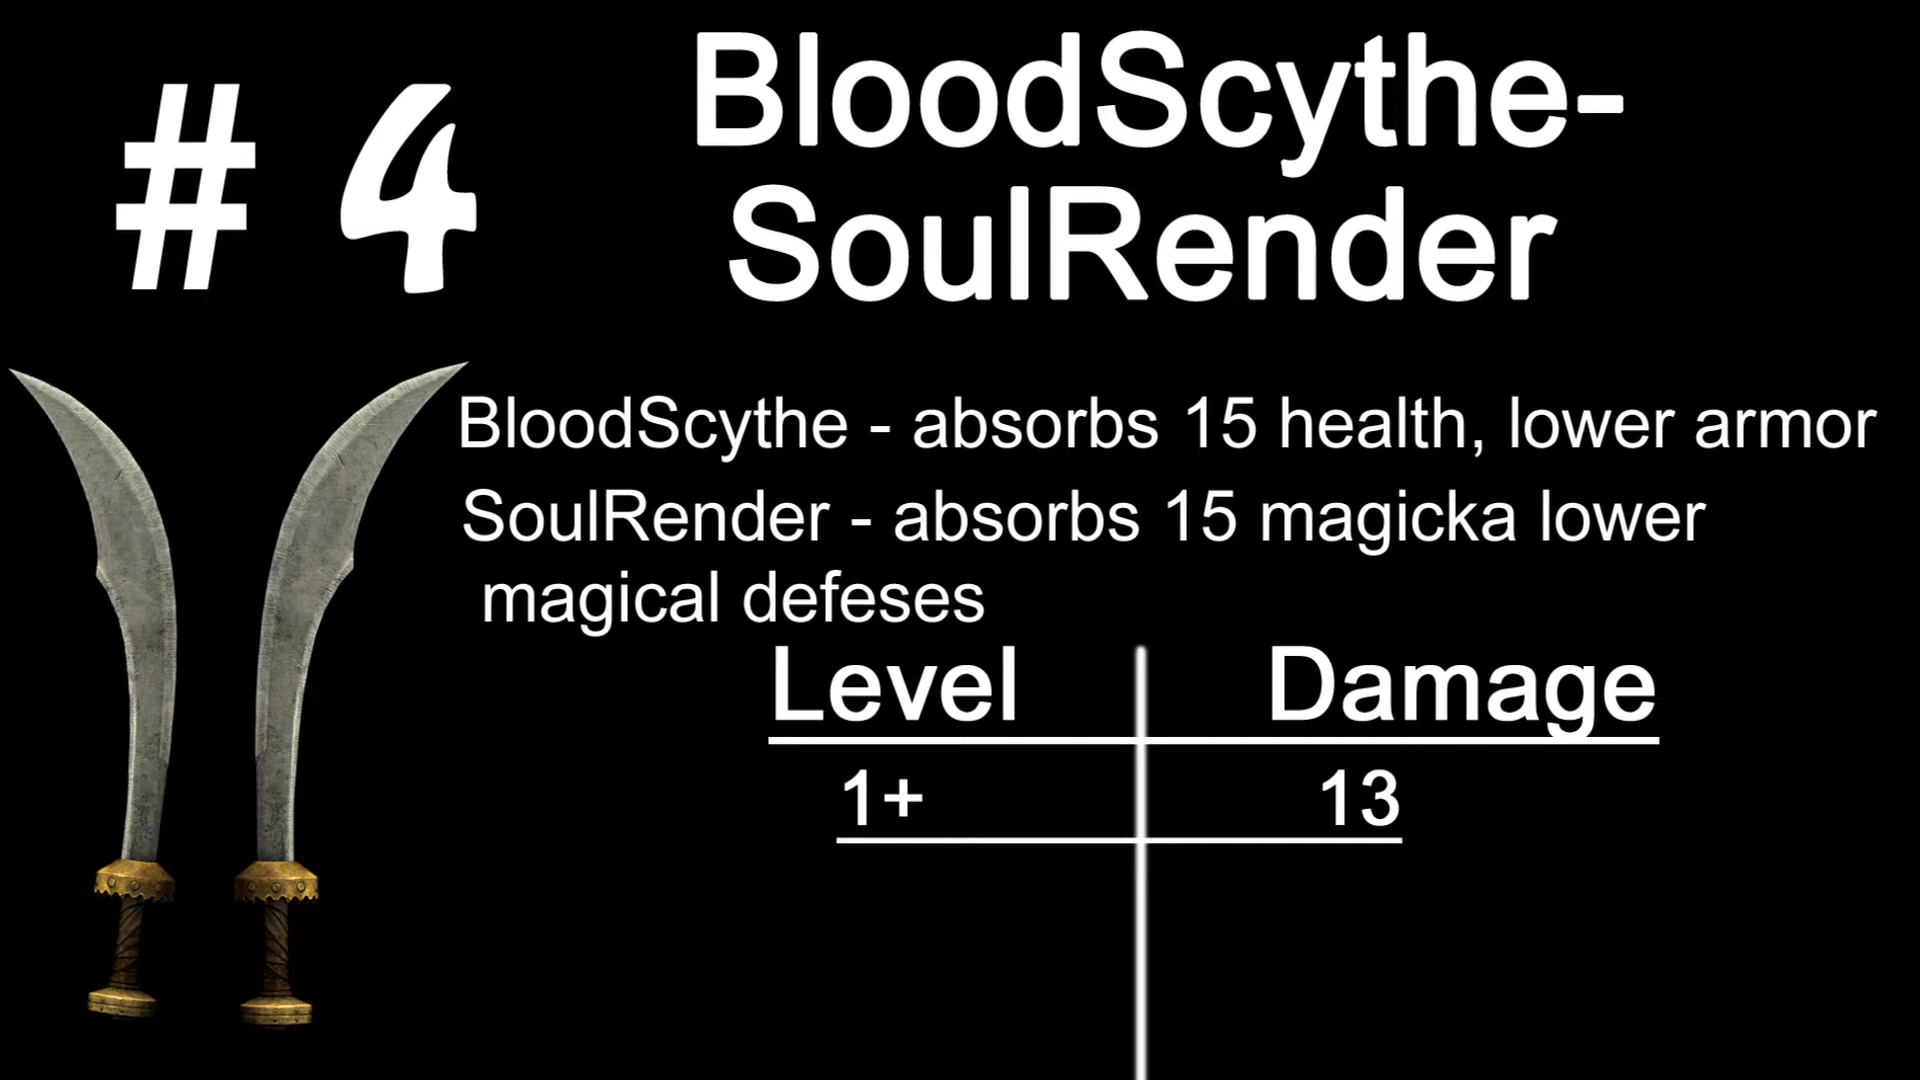 # 4
BloodScythe-
SoulRender
BloodScythe - absorbs 15 health, lower armor
SoulRender - absorbs 15 magicka lower
magical defeses
Level Damage
1+ 13